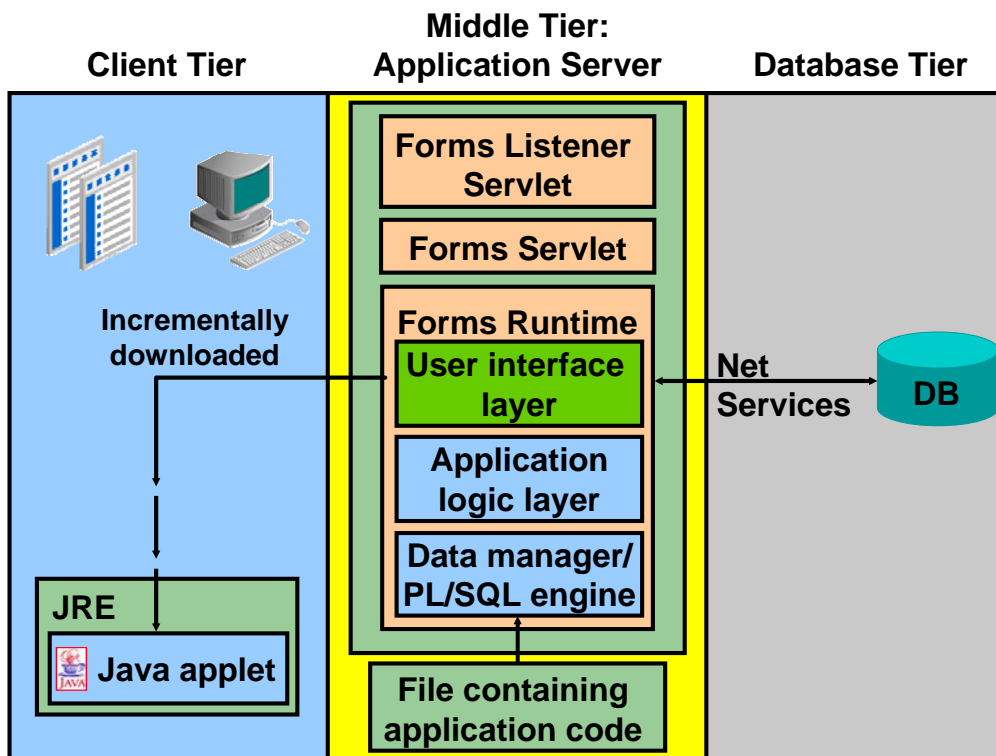 Middle Tier:
Client Tier
Application Server
Database Tier
Forms Listener
Servlet
Forms Servlet
Incrementally
downloaded
Forms Runtime
User interface
layer
Net
Services
DB
Application
logic layer
Data manager/
PL/SQL engine
JRE
JAVA
Java applet
File containing
application code